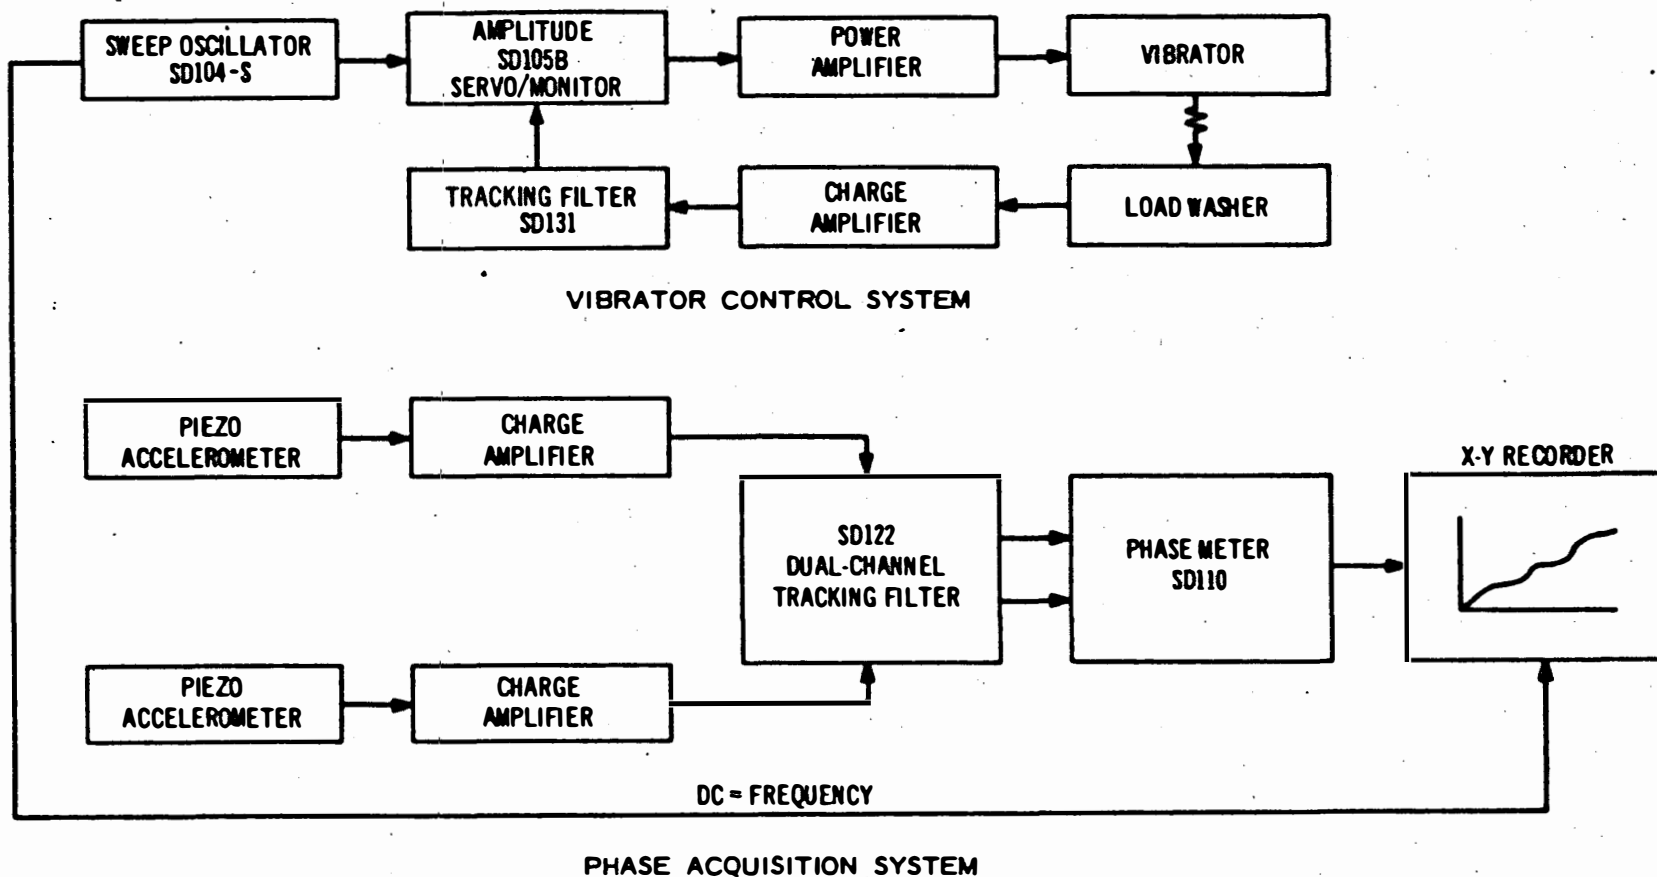 SWEEP OSCILLATOR
SD104-S
AMPLITUDE
SD105B
SERVO/MONITOR
POWER
AMPLIFIER
VIBRATOR
TRACKING FILTER
SD131
CHARGE
AMPLIFIER
LOAD WASHER
VIBRATOR CONTROL SYSTEM
PIEZO
ACCELEROMETER
CHARGE
AMPLIFIER
X-Y RECORDER
SD122
DUAL-CHANNEL
TRACKING FILTER
PHASE METER
SD110
PIEZO
ACCELEROMETER
CHARGE
AMPLIFIER
DC = FREQUENCY
PHASE ACQUISITION SYSTEM